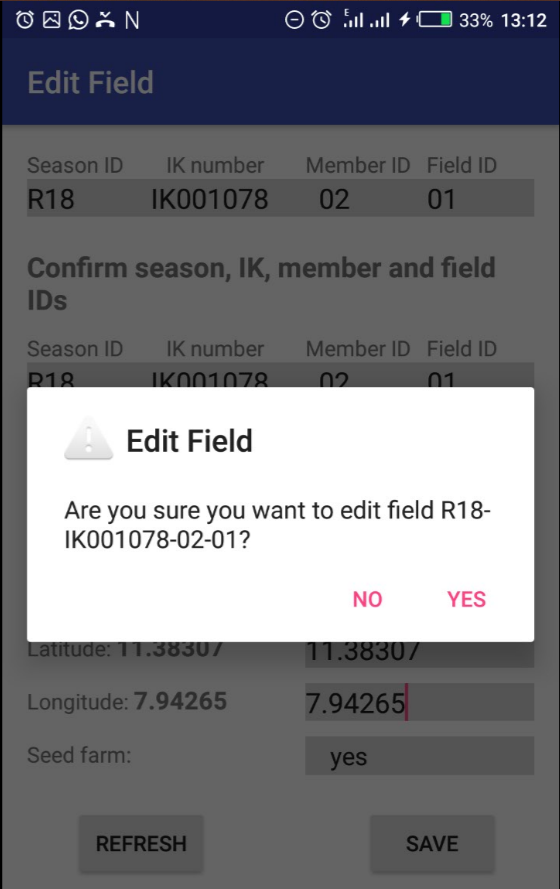 E
33% 13:12
Edit Field
Season ID IK number Member ID Field ID
R18 IK001078 02 01
Confirm season, IK, member and field
IDs
Season ID IK number Member ID Field ID
R18 IK001078 02 01
Edit Field
Are you sure you want to edit field R18-
IK001078-02-01?
NO YES
Latitude: 11.38307 11.38307
Longitude: 7.94265 7.94265
Seed farm: yes
REFRESH SAVE